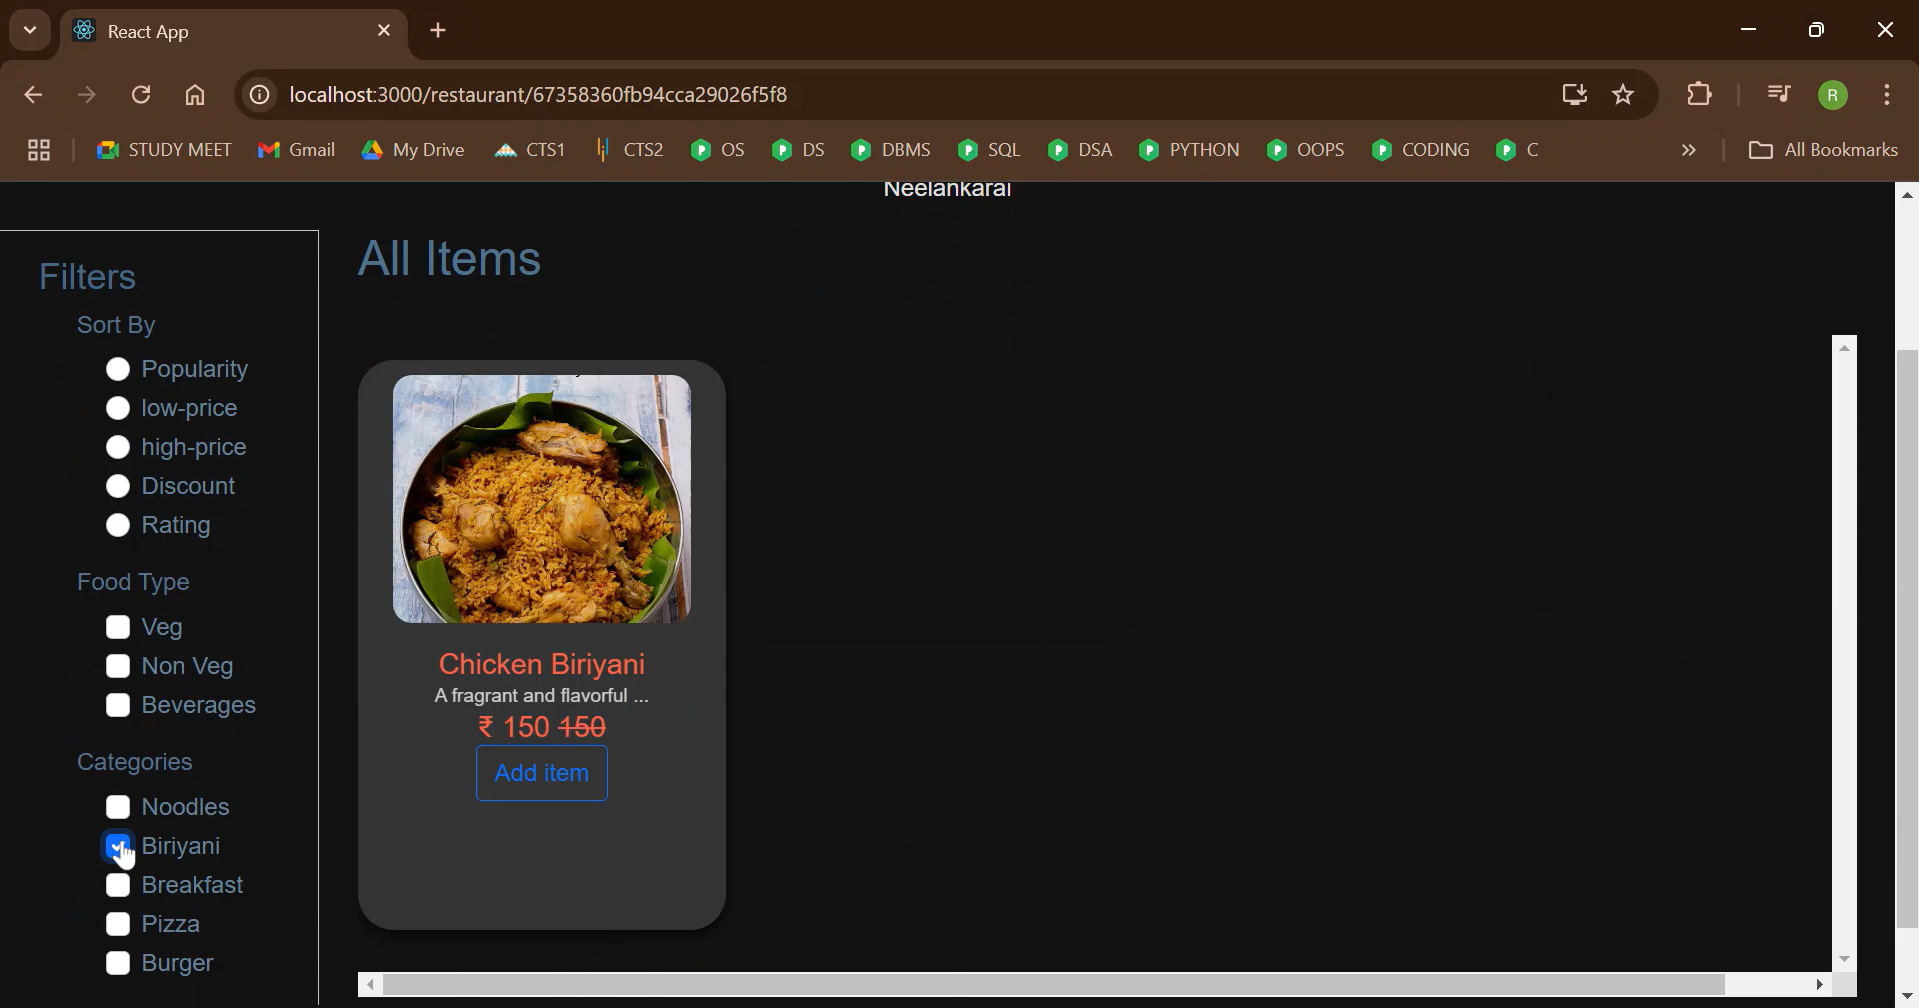 React App
localhost:3000/restaurant/67358360fb94cca29026f5f8
R
STUDY MEET
Gmail
My Drive
CTS1
CTS2
OS
DS
DBMS
SQL
DSA
PYTHON
OOPS
CODING
C
All Bookmarks
Neelankarai
Filters
Sort By
Popularity
low-price
high-price
Discount
Rating
Food Type
Veg
Non Veg
Beverages
Categories
Noodles
Biriyani
Breakfast
Pizza
Burger
All Items
Chicken Biriyani
A fragrant and flavorful ...
₹ 150 150
Add item